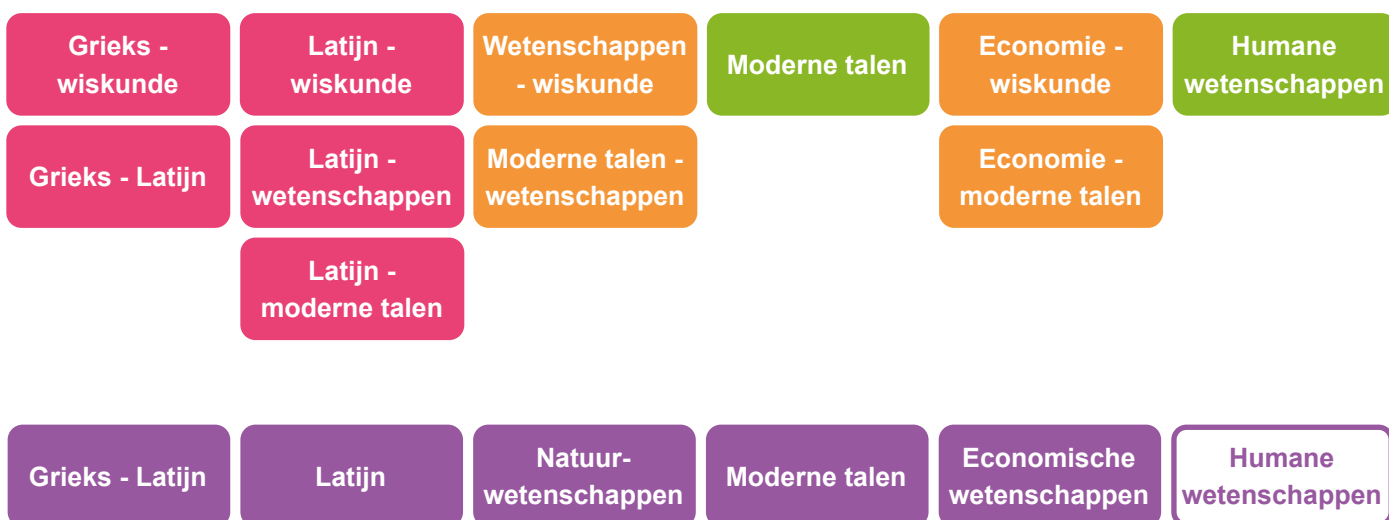 Grieks -
wiskunde
Latijn -
wiskunde
Wetenschappen
- wiskunde
Moderne talen
Economie -
wiskunde
Humane
wetenschappen
Grieks - Latijn
Latijn -
wetenschappen
Moderne talen -
wetenschappen
Economie -
moderne talen
Latijn -
moderne talen
Grieks - Latijn
Latijn
Natuur-
wetenschappen
Moderne talen
Economische
wetenschappen
Humane
wetenschappen